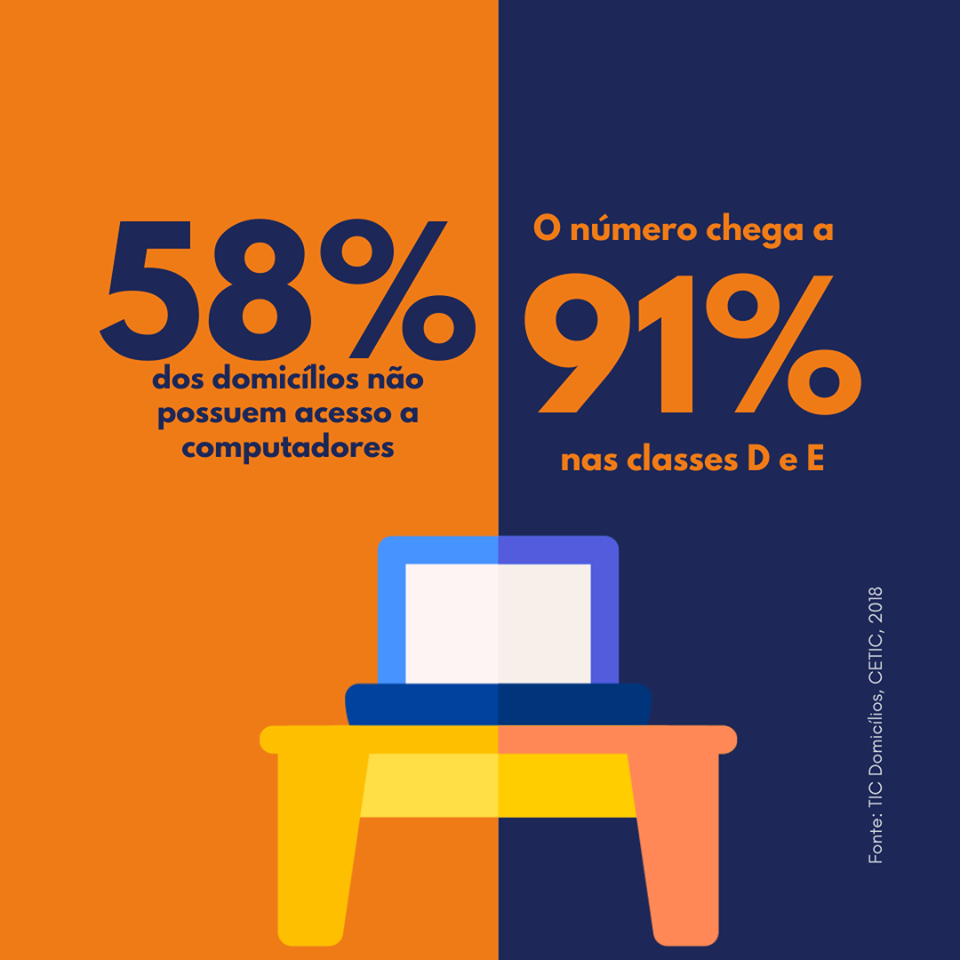 58%
dos domicílios não
possuem acesso a
computadores
O número chega a
91%
nas classes D e E
Fonte: TIC Domicílios, CETIC, 2018